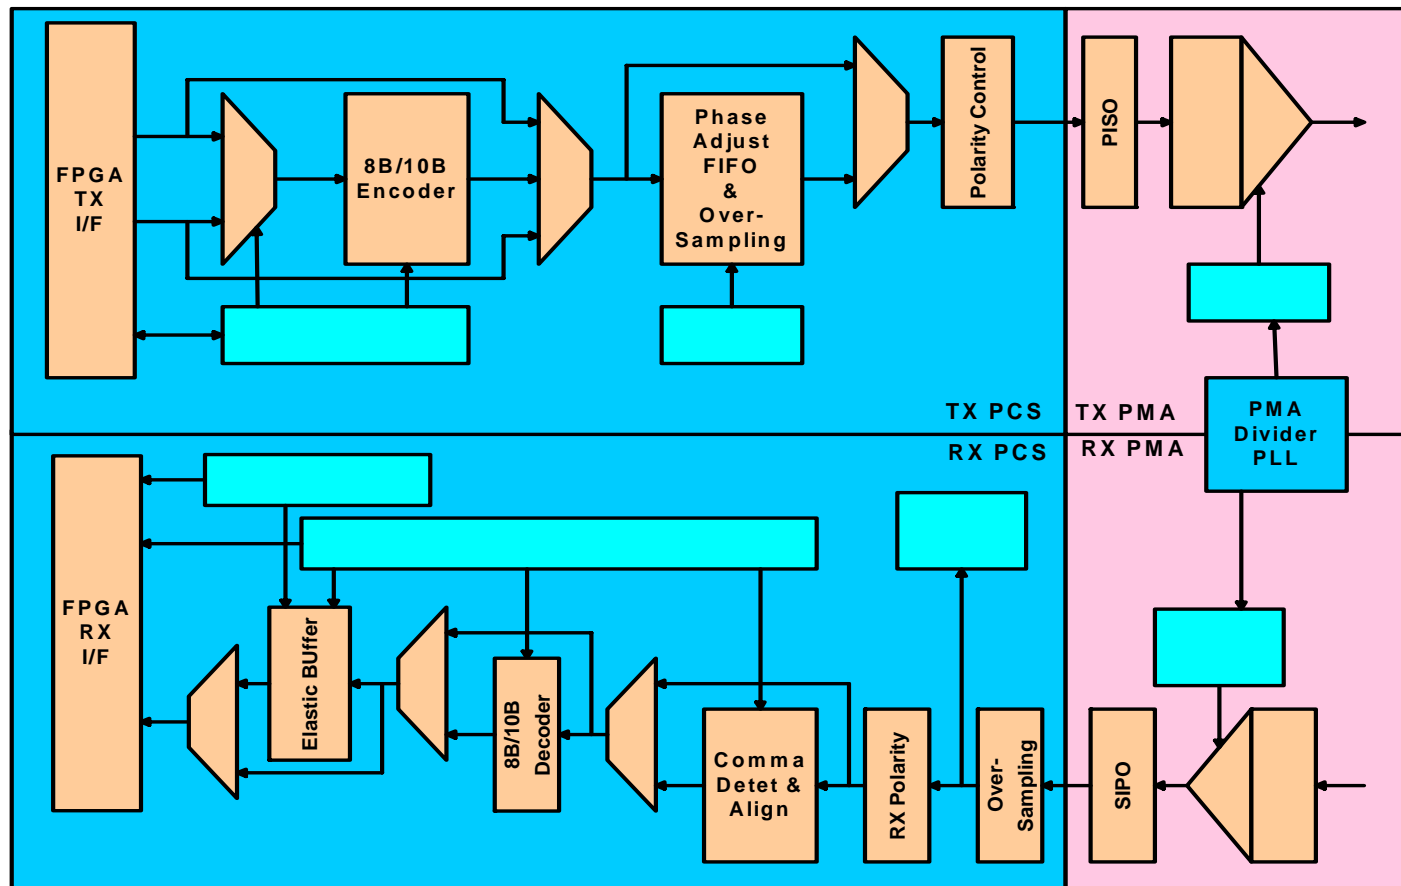 FPGA
TX
I/F
8B/10B
Encoder
Phase
Adjust
FIFO
&
Over-
Sampling
Polarity Control
PISO
TX PCS
TX PMA
PMA
Divider
PLL
RX PCS
RX PMA
FPGA
RX
I/F
Elastic BUffer
8B/10B
Decoder
Comma
Detet &
Align
RX Polarity
Over-
Sampling
SIPO